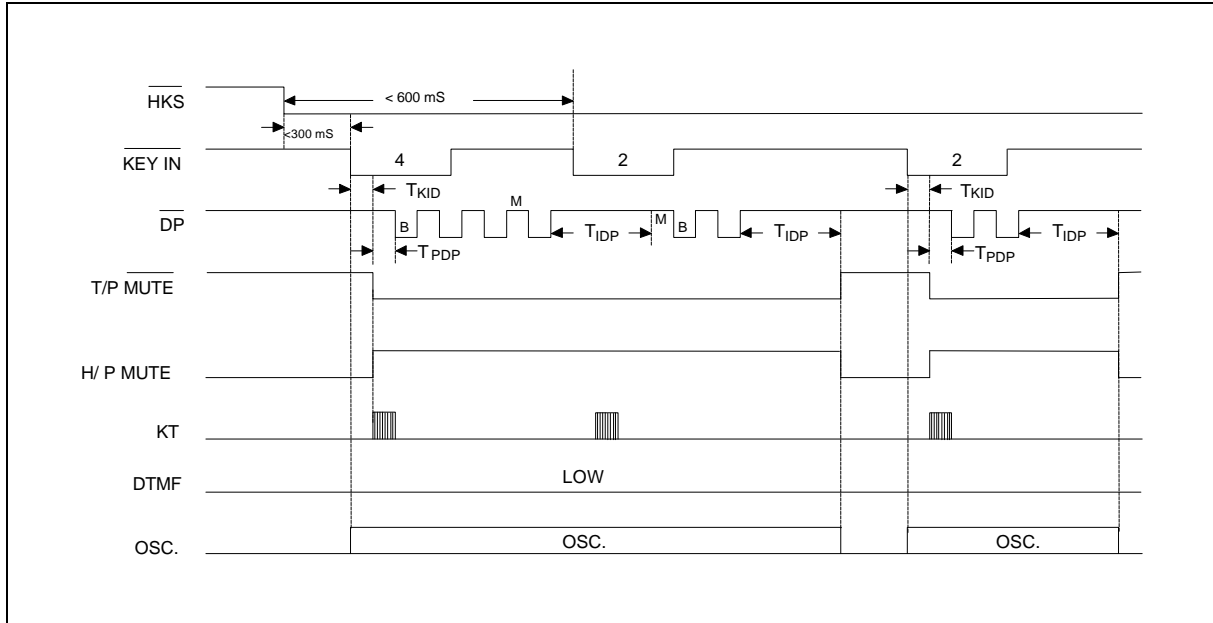 HKS
< 600 mS
<300 mS
KEY IN
4
2
2
TKID
TKID
DP
B
M
M
B
TIDP
TIDP
TIDP
TPDP
TPDP
T/P MUTE
H/ P MUTE
KT
DTMF
LOW
OSC.
OSC.
OSC.